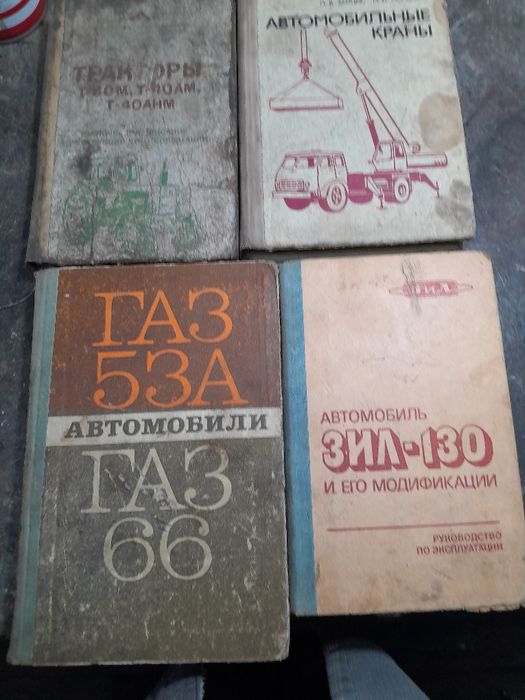 ТРАКТОРЫ
Т-40М, Т-40АМ,
Т-40АНМ
АВТОМОБИЛЬНЫЕ
КРАНЫ
ГАЗ
53А
АВТОМОБИЛИ
ГАЗ
66
ЗИЛ
АВТОМОБИЛЬ
ЗИЛ-130
И ЕГО МОДИФИКАЦИИ
РУКОВОДСТВО
ПО ЭКСПЛУАТАЦИИ